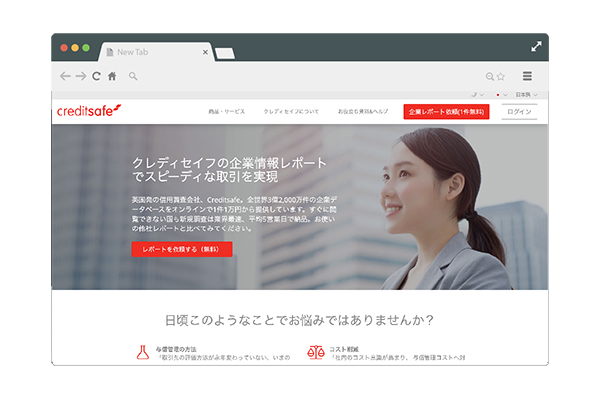 New Tab
日本語
creditsafe
商品・サービス
クレディセイフについて
お役立ち資料&ヘルプ
企業レポート依頼(1件無料)
ログイン
クレディセイフの企業情報レポート
でスピーディな取引を実現
英国発の信用調査会社、Creditsafe。全世界3億2,000万件の企業デ
ータベースをオンラインで1件1万円から提供しています。すぐに閲
覧できない国も新規調査は業界最速、平均5営業日で納品。お使い
の他社レポートと比べてみてください。
レポートを依頼する（無料）
日頃このようなことでお悩みではありませんか？
与信管理の方法
「取引先の評価方法が永年変わっていない、いまの
コスト削減
「社内のコスト意識が高まり、与信管理コストへ対